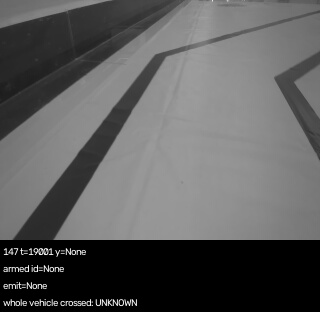 147 t=19001 y=None
armed id=None
emit=None
whole vehicle crossed: UNKNOWN